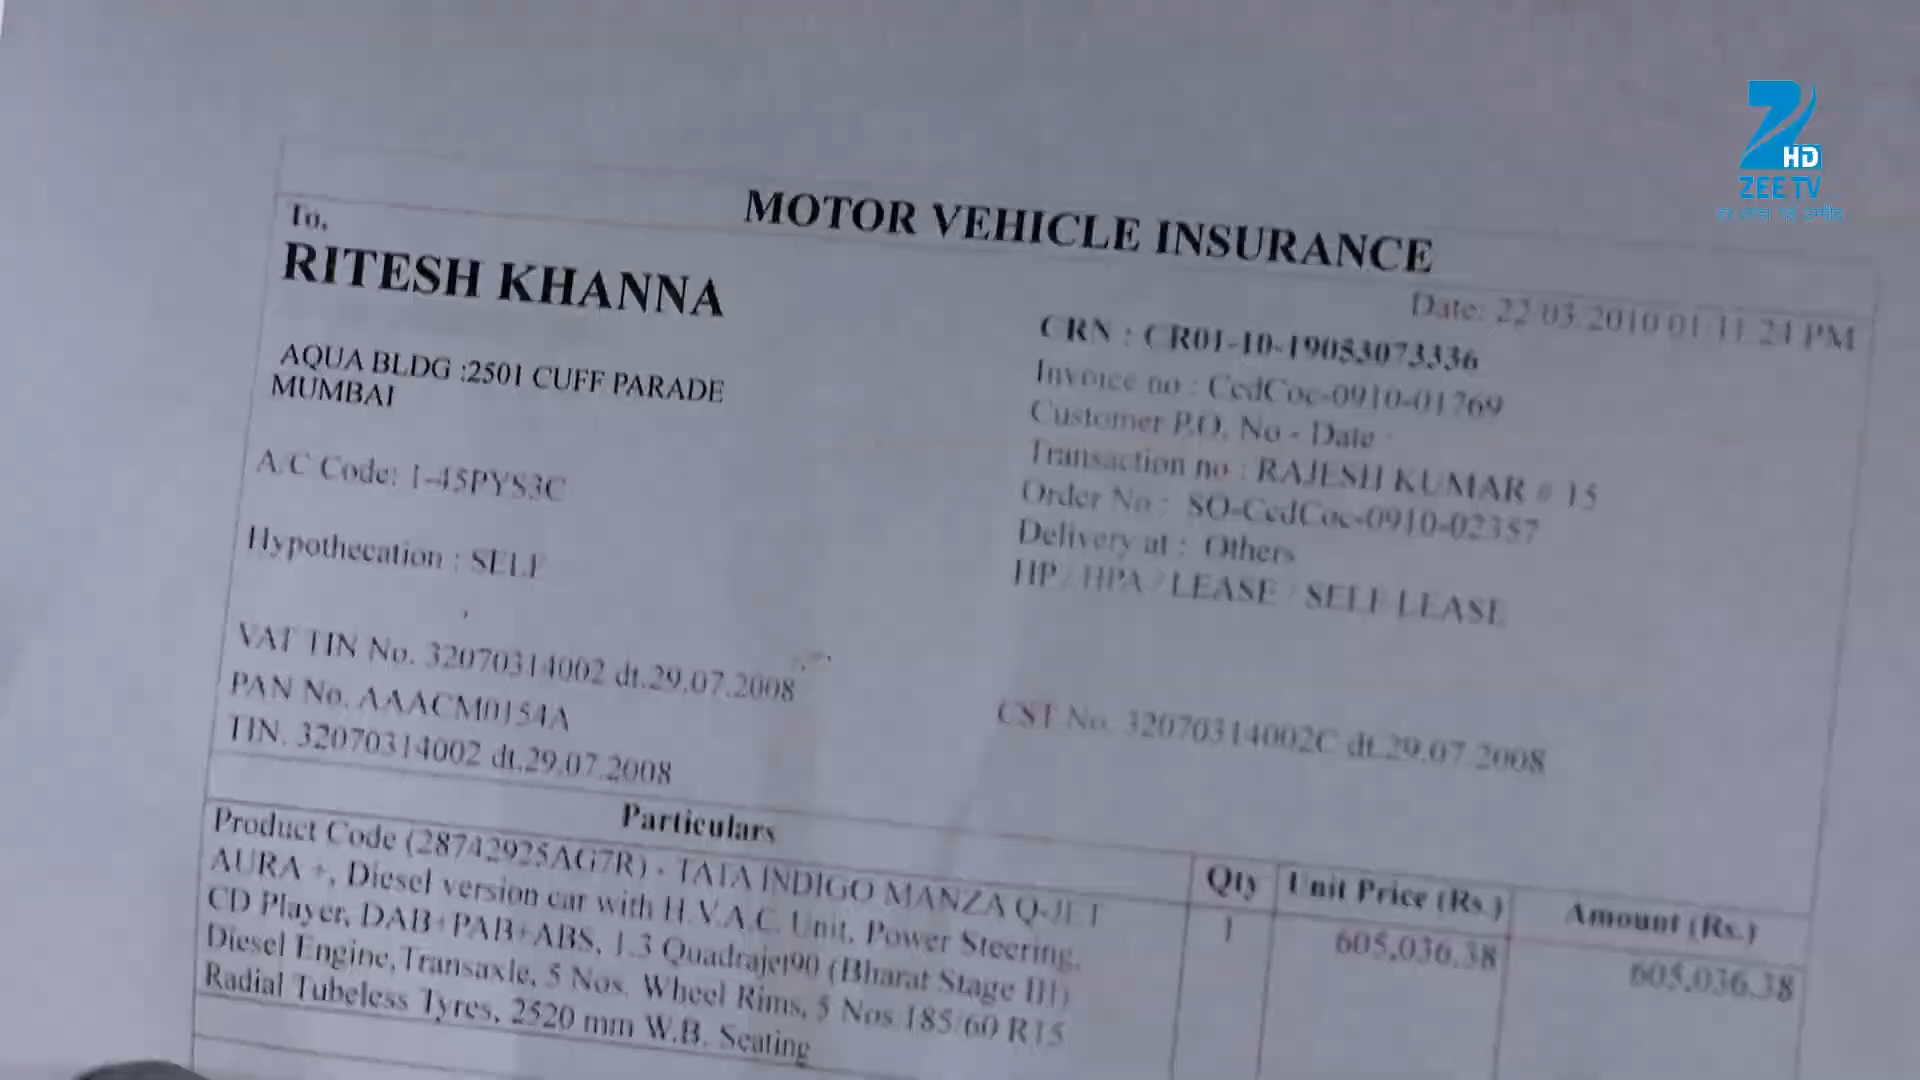 HD
ZEE TV
MOTOR VEHICLE INSURANCE
To,
RITESH KHANNA
Date: 22/03/2010 01:11:21 PM
AQUA BLDG :2501 CUFF PARADE
MUMBAI
CRN : CR01-10-19053073336
Invoice no : CedCoc-0910-01769
Customer P.O. No - Date :
Transaction no : RAJESH KUMAR # 15
Order No : SO-CedCoc-0910-02357
Delivery at : Others
HP / HPA / LEASE / SELF LEASE
A/C Code: 1-45PYS3C
Hypothecation : SELF
VAT TIN No. 32070314002 dt.29.07.2008
PAN No. AAACM0154A
TIN. 32070314002 dt.29.07.2008
CST No. 32070314002C dt.29.07.2008
Particulars
Qty
Unit Price (Rs.)
Amount (Rs.)
Product Code (28742925AG7R) - TATA INDIGO MANZA Q-JET
AURA +, Diesel version car with H.V.A.C. Unit, Power Steering,
CD Player, DAB+PAB+ABS, 1.3 Quadrajet90 (Bharat Stage III)
Diesel Engine, Transaxle, 5 Nos. Wheel Rims, 5 Nos 185/60 R15
Radial Tubeless Tyres, 2520 mm W.B. Seating
1
605,036.38
605,036.38